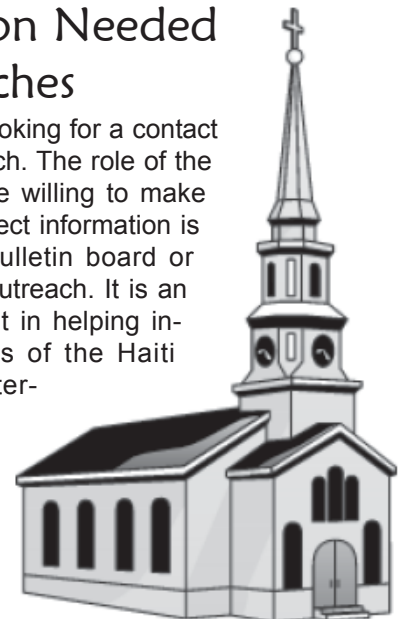 on Needed
ches
oking for a contact
ch. The role of the
e willing to make
ect information is
ulletin board or
utreach. It is an
t in helping in-
s of the Haiti
ter-